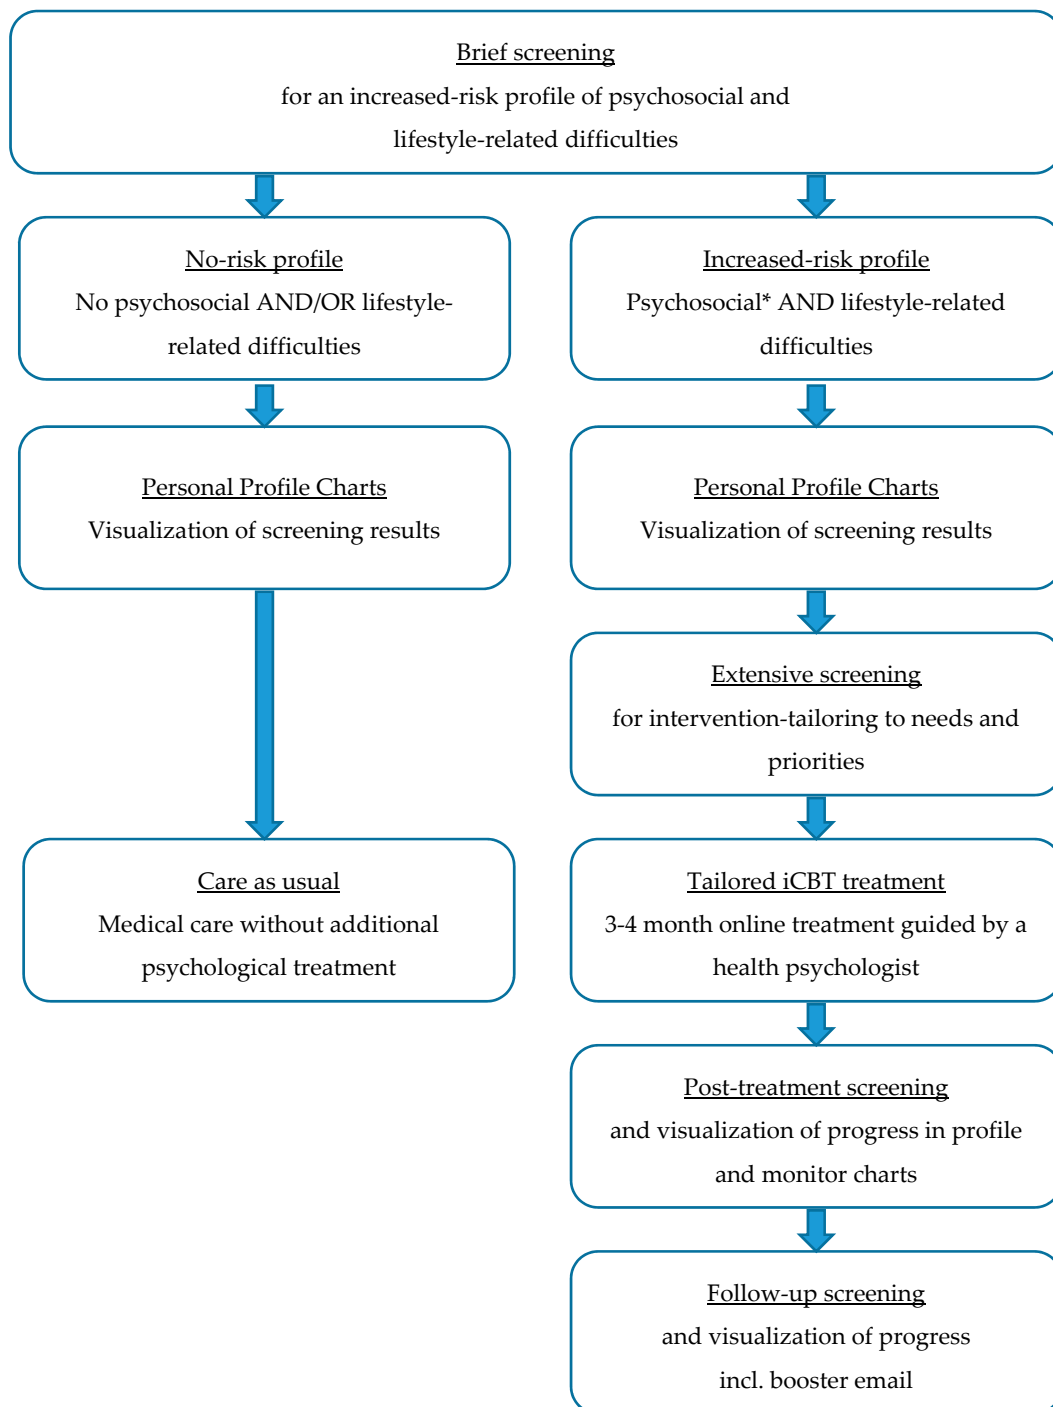 Brief screening
for an increased-risk profile of psychosocial and
lifestyle-related difficulties
No-risk profile
No psychosocial AND/OR lifestyle-
related difficulties
Increased-risk profile
Psychosocial* AND lifestyle-related
difficulties
Personal Profile Charts
Visualization of screening results
Personal Profile Charts
Visualization of screening results
Extensive screening
for intervention-tailoring to needs and
priorities
Care as usual
Medical care without additional
psychological treatment
Tailored iCBT treatment
3-4 month online treatment guided by a
health psychologist
Post-treatment screening
and visualization of progress in profile
and monitor charts
Follow-up screening
and visualization of progress
incl. booster email